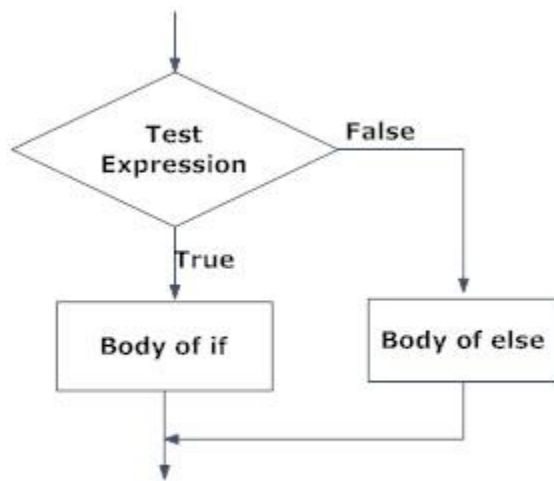 Test
Expression
False
True
Body of if
Body of else